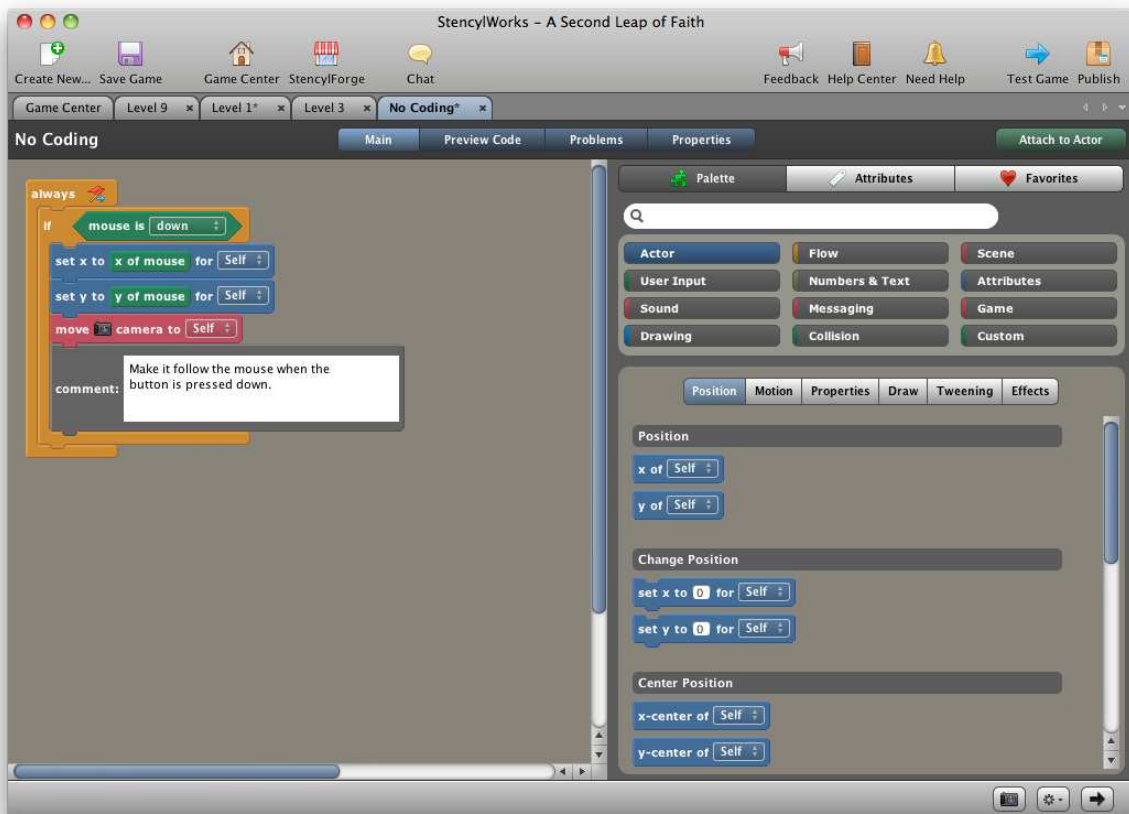 StencylWorks – A Second Leap of Faith
Create New... Save Game Game Center StencylForge Chat Feedback Help Center Need Help Test Game Publish
Game Center Level 9 × Level 1* × Level 3 × No Coding* ×
No Coding Main Preview Code Problems Properties Attach to Actor
always
if mouse is down
set x to x of mouse for Self
set y to y of mouse for Self
move camera to Self
comment: Make it follow the mouse when the
button is pressed down.
Palette Attributes Favorites
Actor Flow Scene
User Input Numbers & Text Attributes
Sound Messaging Game
Drawing Collision Custom
Position Motion Properties Draw Tweening Effects
Position
x of Self
y of Self
Change Position
set x to 0 for Self
set y to 0 for Self
Center Position
x-center of Self
y-center of Self